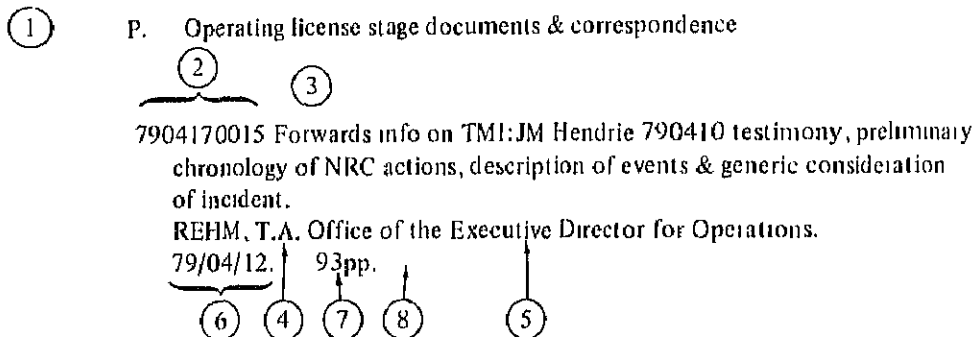 1 P. Operating license stage documents & correspondence
2 3
7904170015 Forwards info on TMI:JM Hendrie 790410 testimony, preliminary
chronology of NRC actions, description of events & generic consideration
of incident.
REHM, T.A. Office of the Executive Director for Operations.
79/04/12. 93pp.
6 4 7 8 5